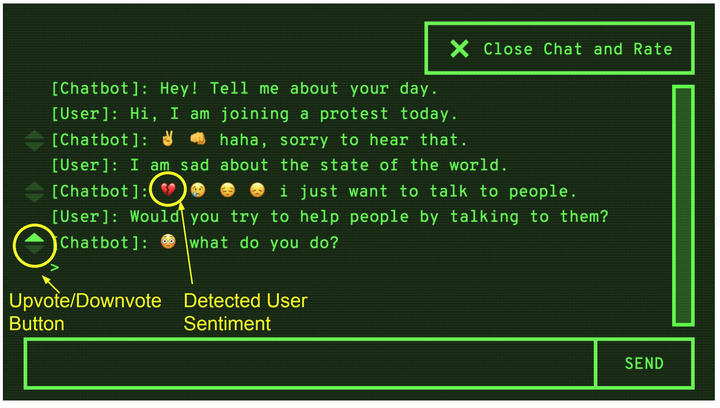 ❌ Close Chat and Rate
[Chatbot]: Hey! Tell me about your day.
[User]: Hi, I am joining a protest today.
[Chatbot]: ✌️ 👊 haha, sorry to hear that.
[User]: I am sad about the state of the world.
[Chatbot]: 💔 😢 😔 😞 i just want to talk to people.
[User]: Would you try to help people by talking to them?
[Chatbot]: 😳 what do you do?
>
Upvote/Downvote
Button
Detected User
Sentiment
SEND